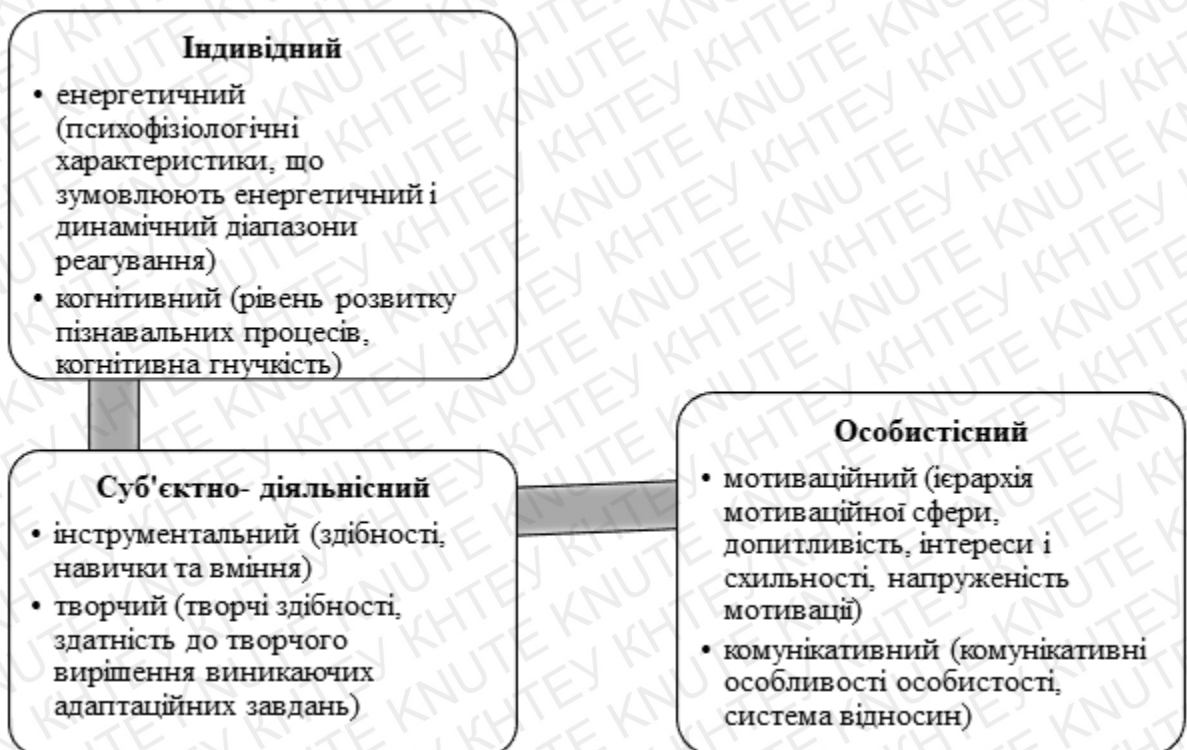 Індивідний
• енергетичний
(психофізіологічні
характеристики, що
зумовлюють енергетичний і
динамічний діапазони
реагування)
• когнітивний (рівень розвитку
пізнавальних процесів,
когнітивна гнучкість)
Суб'єктно- діяльнісний
• інструментальний (здібності,
навички та вміння)
• творчий (творчі здібності,
здатність до творчого
вирішення виникаючих
адаптаційних завдань)
Особистісний
• мотиваційний (ієрархія
мотиваційної сфери,
допитливість, інтереси і
схильності, напруженість
мотивації)
• комунікативний (комунікативні
особливості особистості,
система відносин)